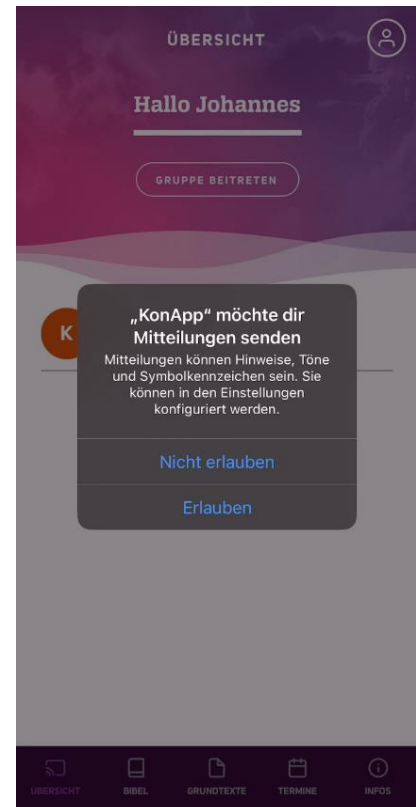 ÜBERSICHT
Hallo Johannes
GRUPPE BEITRETEN
K
„KonApp“ möchte dir
Mitteilungen senden
Mitteilungen können Hinweise, Töne
und Symbolkennzeichen sein. Sie
können in den Einstellungen
konfiguriert werden.
Nicht erlauben
Erlauben
ÜBERSICHT BIBEL GRUNDTEXTE TERMINE INFOS